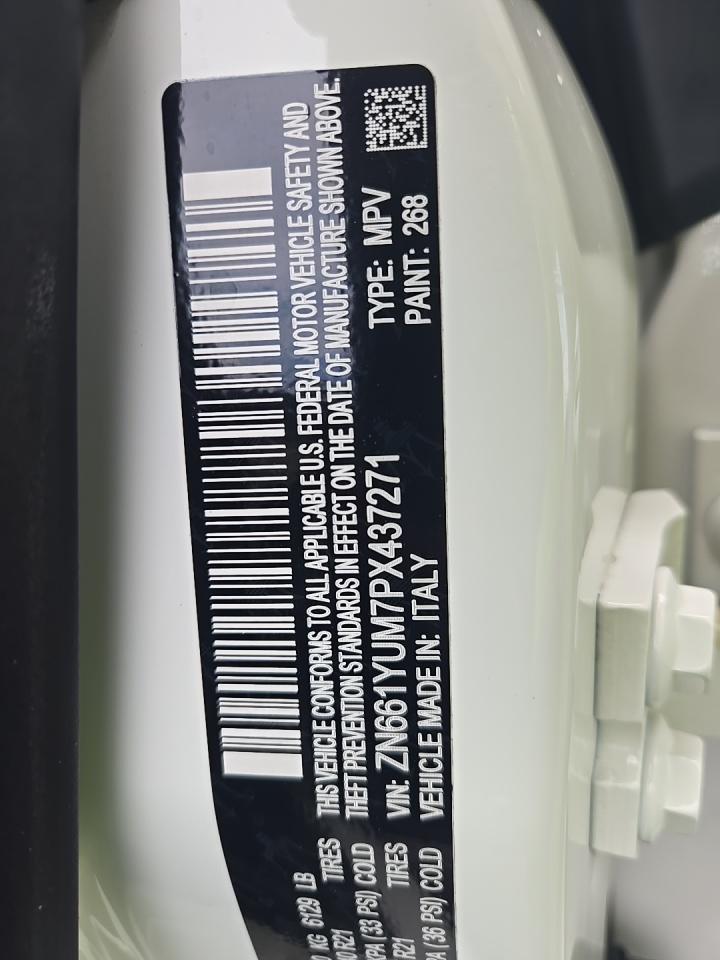 KG 6129 LB
R21 TIRES
(33 PSI) COLD
R21 TIRES
(36 PSI) COLD
THIS VEHICLE CONFORMS TO ALL APPLICABLE U.S. FEDERAL MOTOR VEHICLE SAFETY AND
THEFT PREVENTION STANDARDS IN EFFECT ON THE DATE OF MANUFACTURE SHOWN ABOVE.
VIN: ZN661YUM7PX437271 TYPE: MPV
VEHICLE MADE IN: ITALY PAINT: 268